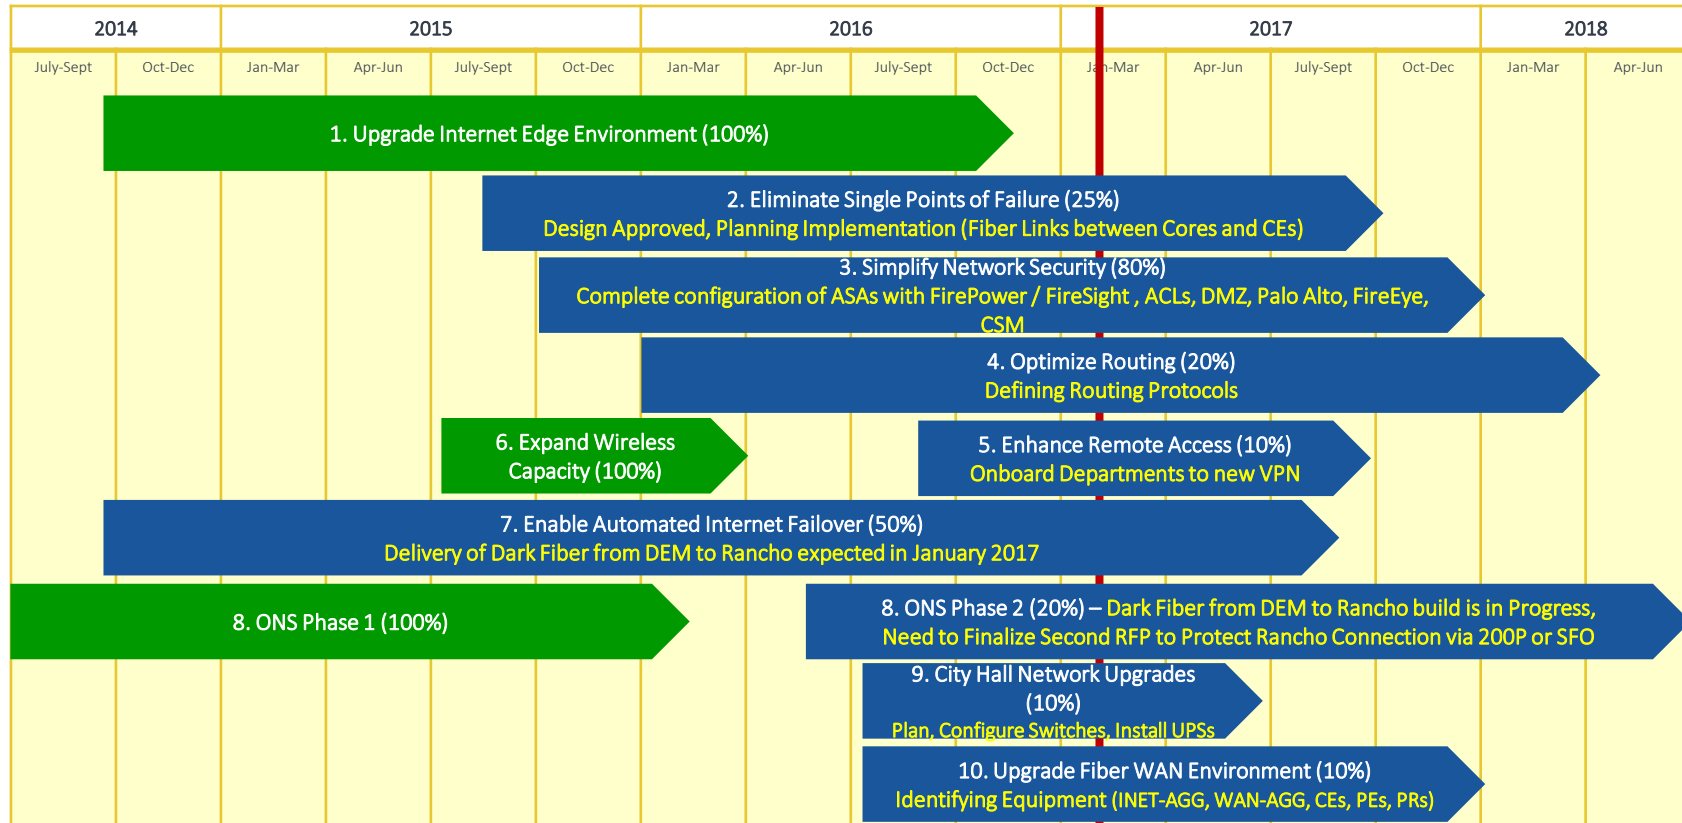 2014 2015 2016 2017 2018
July-Sept Oct-Dec Jan-Mar Apr-Jun July-Sept Oct-Dec Jan-Mar Apr-Jun July-Sept Oct-Dec Jan-Mar Apr-Jun July-Sept Oct-Dec Jan-Mar Apr-Jun
1. Upgrade Internet Edge Environment (100%)
2. Eliminate Single Points of Failure (25%)
Design Approved, Planning Implementation (Fiber Links between Cores and CEs)
3. Simplify Network Security (80%)
Complete configuration of ASAs with FirePower / FireSight , ACLs, DMZ, Palo Alto, FireEye,
CSM
4. Optimize Routing (20%)
Defining Routing Protocols
6. Expand Wireless
Capacity (100%)
5. Enhance Remote Access (10%)
Onboard Departments to new VPN
7. Enable Automated Internet Failover (50%)
Delivery of Dark Fiber from DEM to Rancho expected in January 2017
8. ONS Phase 1 (100%)
8. ONS Phase 2 (20%) – Dark Fiber from DEM to Rancho build is in Progress,
Need to Finalize Second RFP to Protect Rancho Connection via 200P or SFO
9. City Hall Network Upgrades
(10%)
Plan, Configure Switches, Install UPSs
10. Upgrade Fiber WAN Environment (10%)
Identifying Equipment (INET-AGG, WAN-AGG, CEs, PEs, PRs)